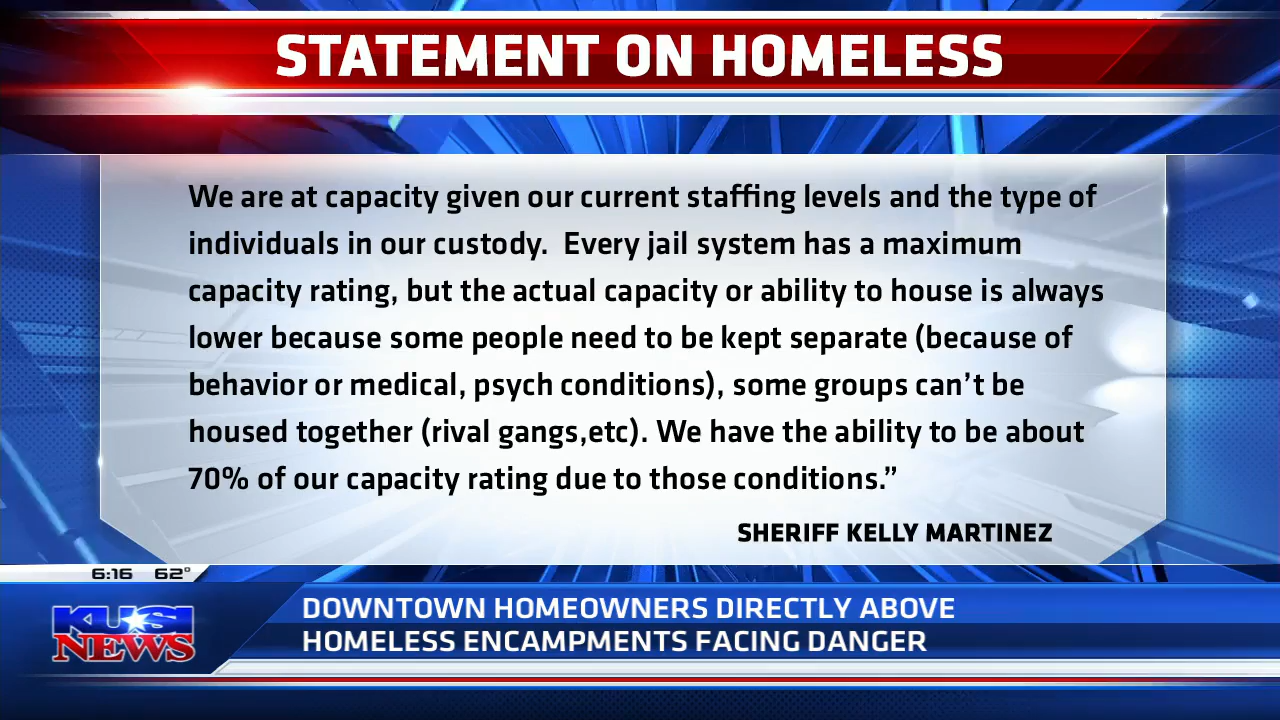 STATEMENT ON HOMELESS
We are at capacity given our current staffing levels and the type of
individuals in our custody.  Every jail system has a maximum
capacity rating, but the actual capacity or ability to house is always
lower because some people need to be kept separate (because of
behavior or medical, psych conditions), some groups can’t be
housed together (rival gangs,etc). We have the ability to be about
70% of our capacity rating due to those conditions.”
SHERIFF KELLY MARTINEZ
6:16 62°
KUSI
NEWS
DOWNTOWN HOMEOWNERS DIRECTLY ABOVE
HOMELESS ENCAMPMENTS FACING DANGER